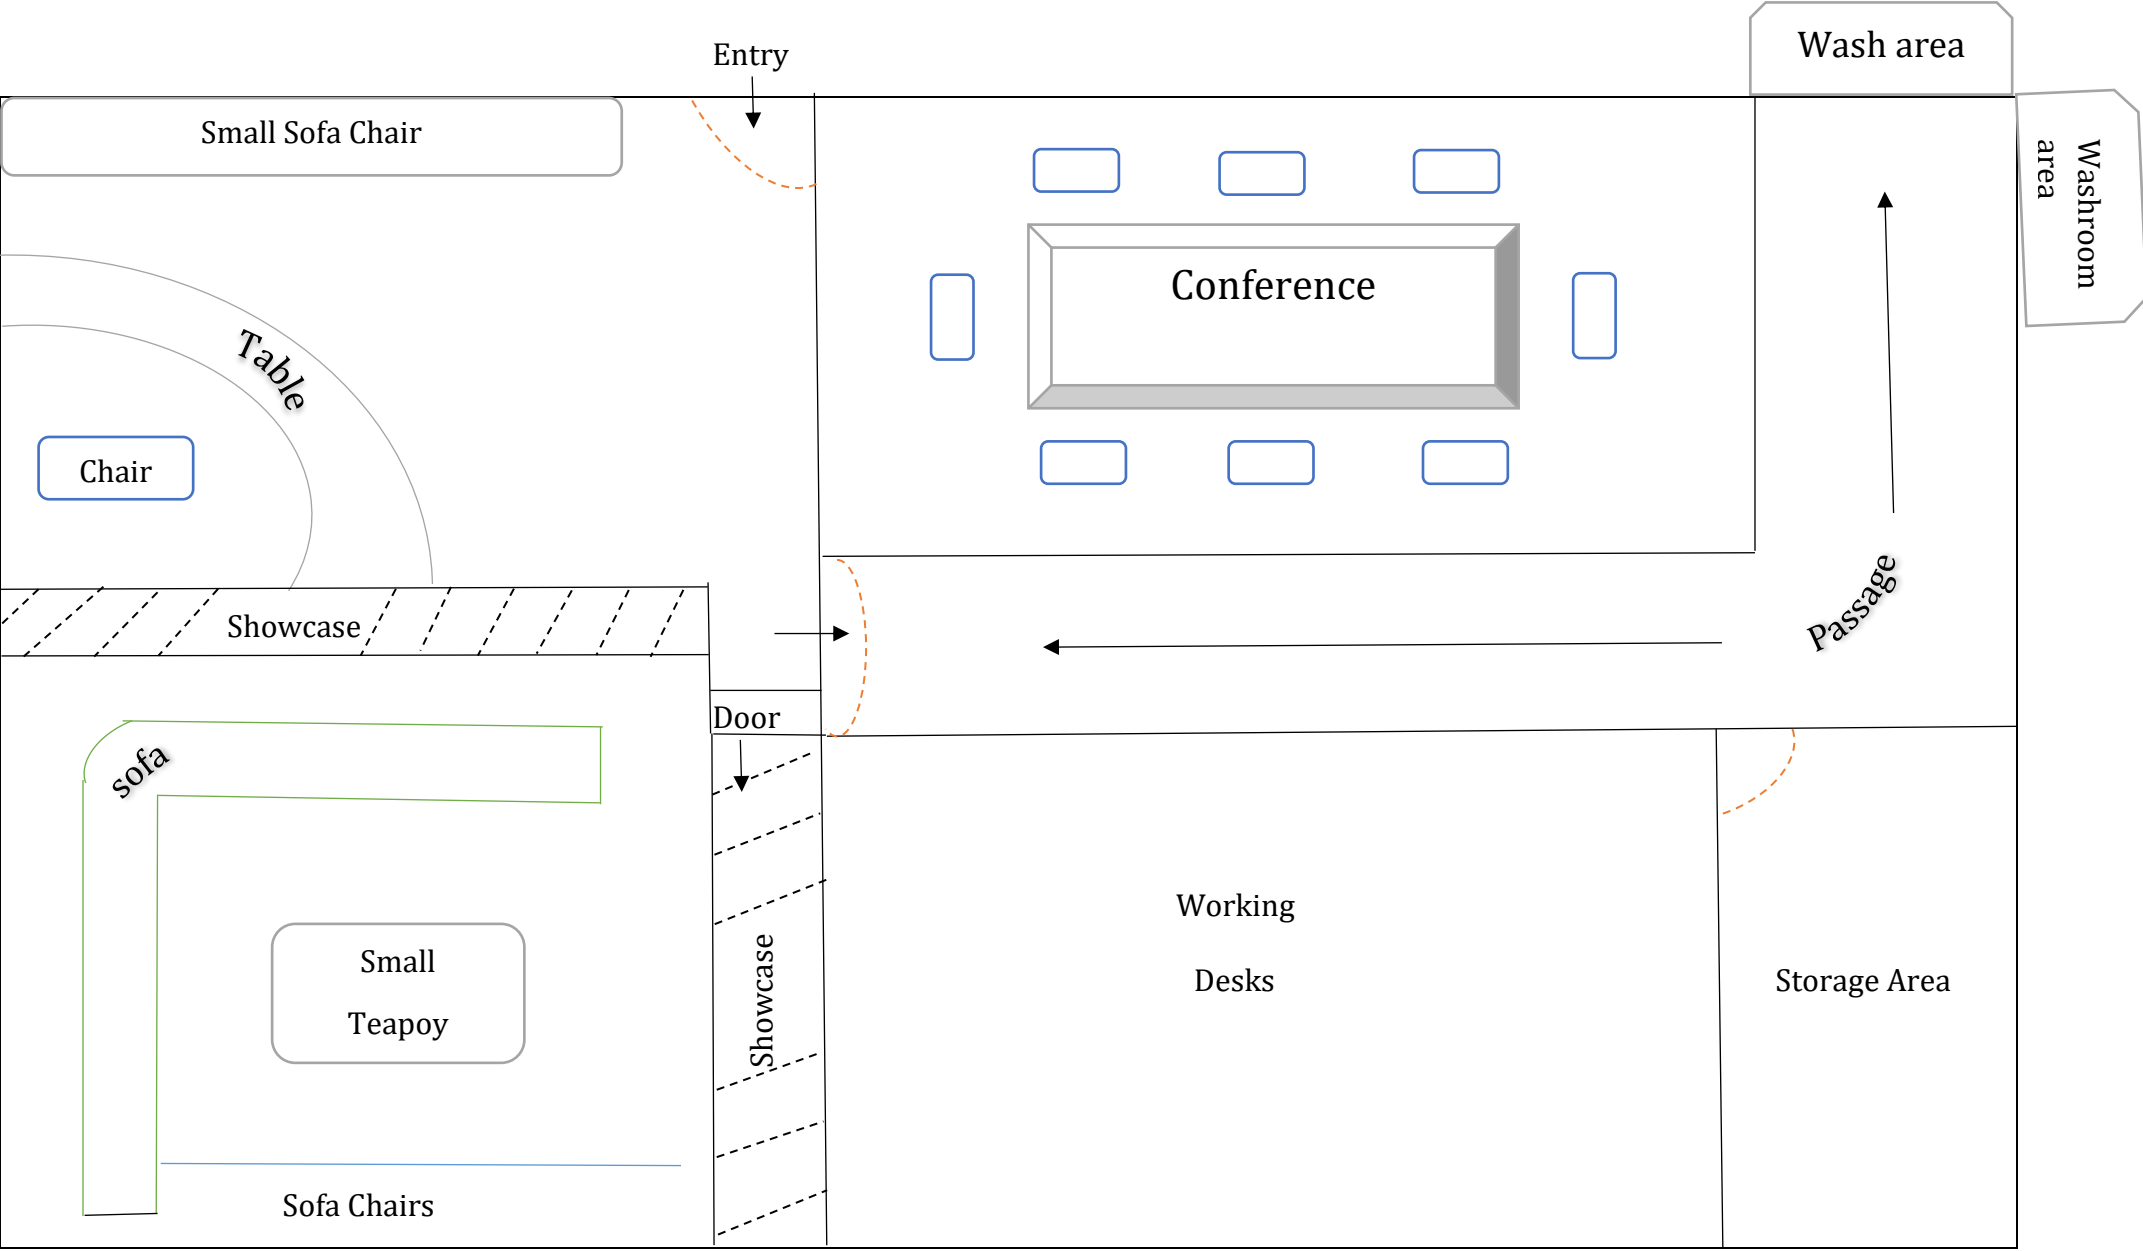 Entry
Wash area
Small Sofa Chair
Washroom
area
Conference
Table
Chair
Passage
Showcase
Door
sofa
Working
Desks
Small
Teapoy
Showcase
Storage Area
Sofa Chairs